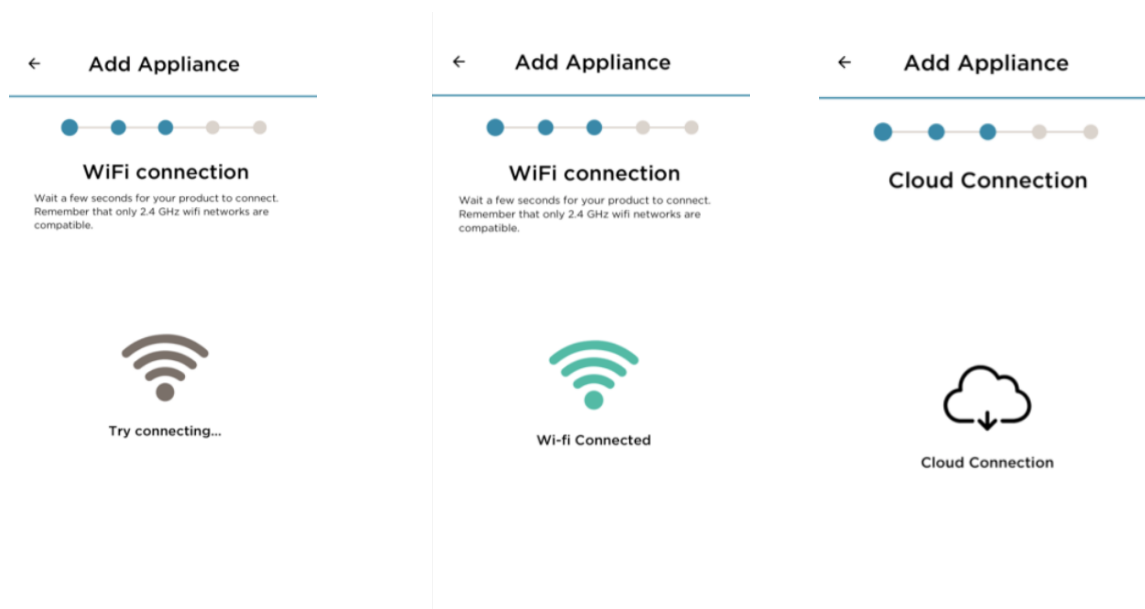 Add Appliance
WiFi connection
Wait a few seconds for your product to connect.
Remember that only 2.4 GHz wifi networks are
compatible.
Try connecting...
Add Appliance
WiFi connection
Wait a few seconds for your product to connect.
Remember that only 2.4 GHz wifi networks are
compatible.
Wi-fi Connected
Add Appliance
Cloud Connection
Cloud Connection